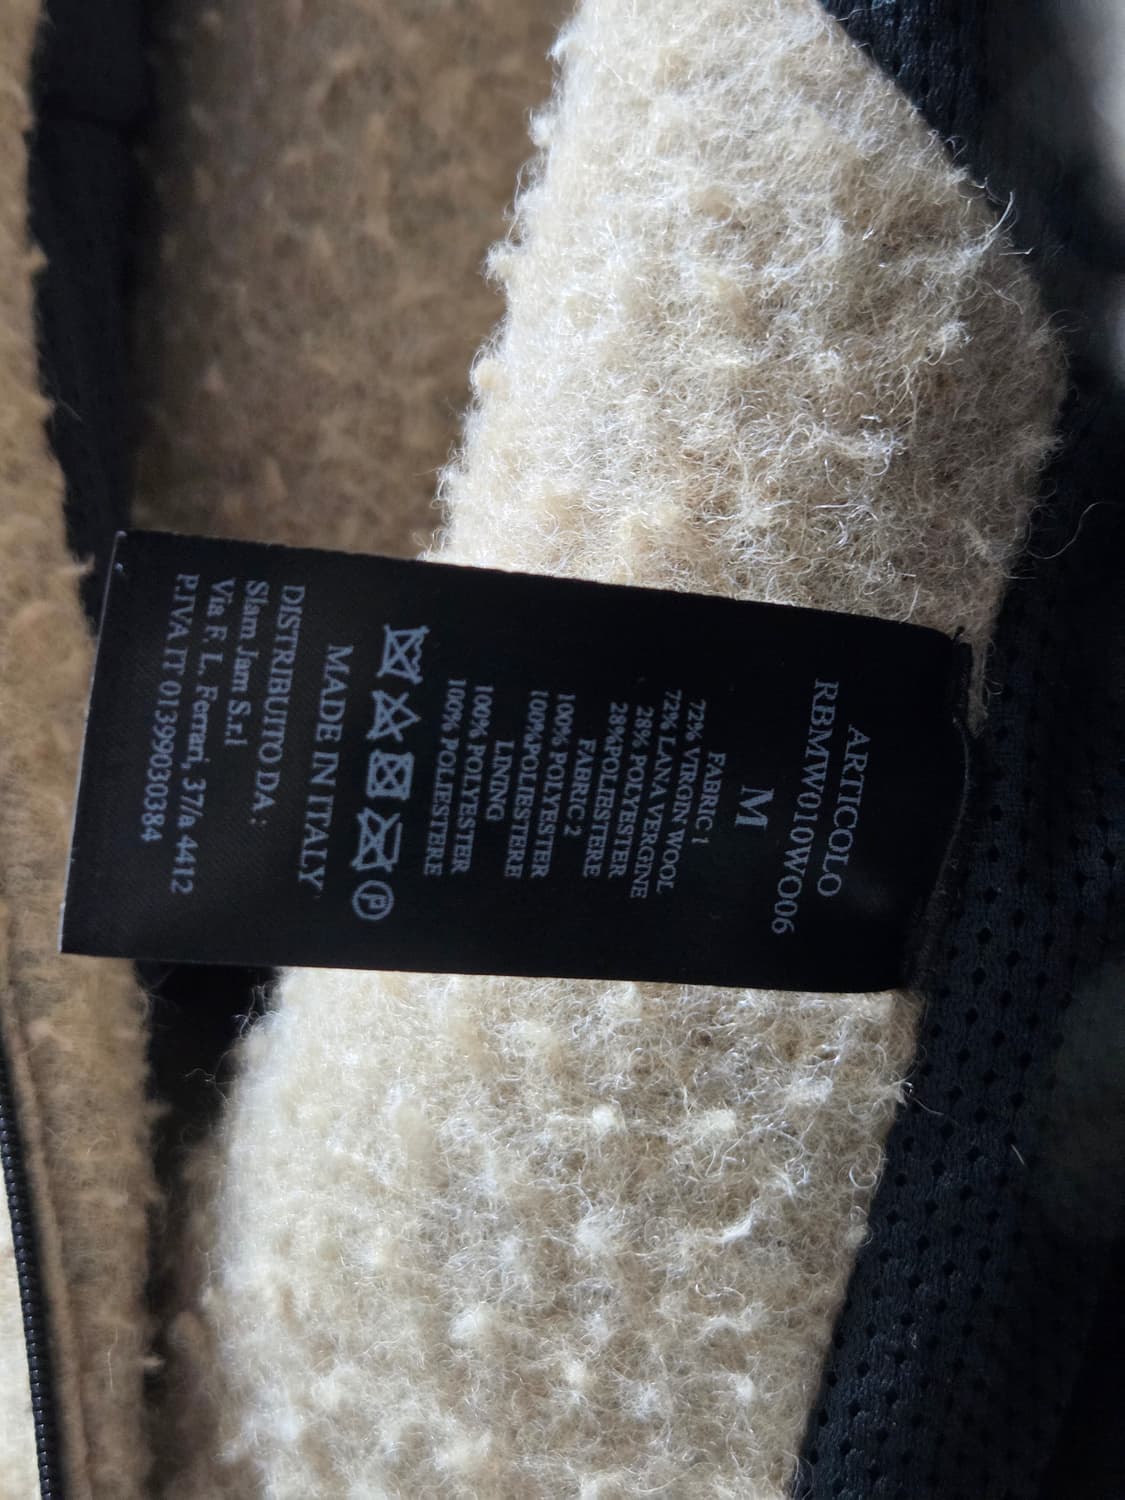 ARTICOLO
RBMW010WO006
M
FABRIC 1
72% VIRGIN WOOL
72% LANA VERGINE
28% POLYESTER
28%POLIESTERE
FABRIC 2
100% POLYESTER
100%POLIESTERE
LINING
100% POLYESTER
100% POLIESTERE
P
MADE IN ITALY
DISTRIBUITO DA :
Slam Jam S.r.l
Via F. L. Ferrari, 37/a 4412
P.IVA IT 01399030384